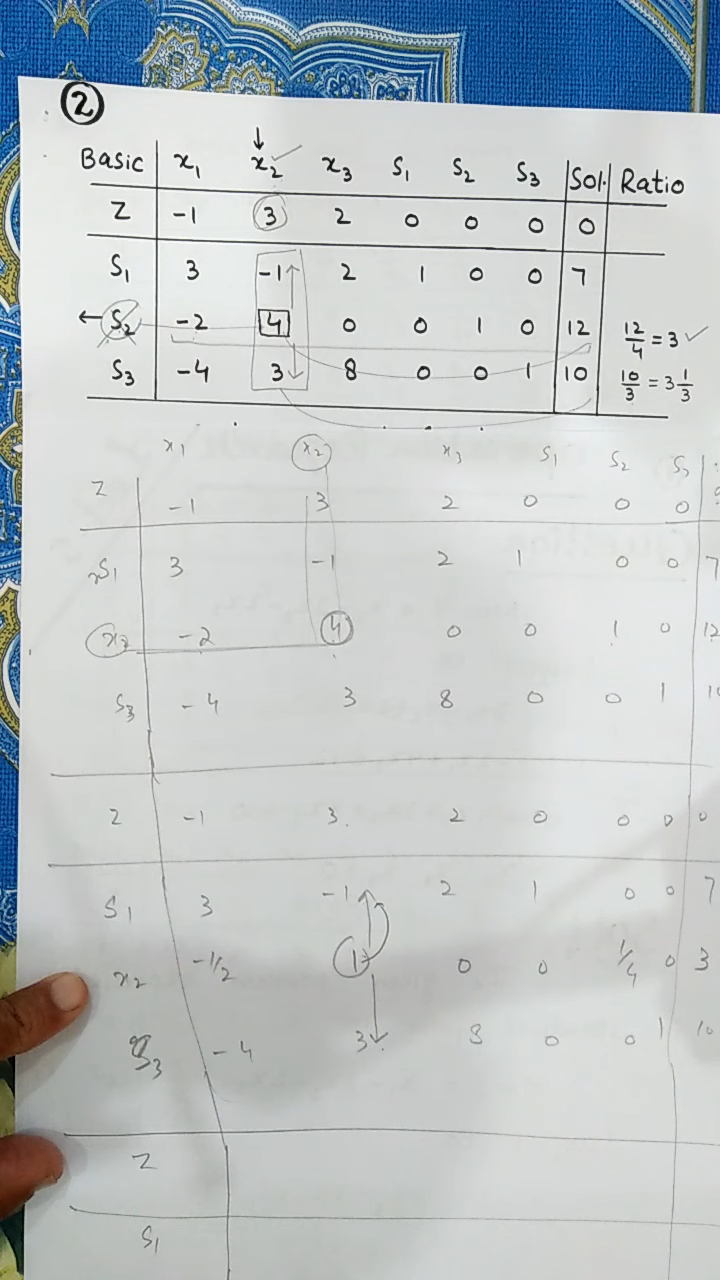 ②
Basic x₁ x₂ ✓ x₃ S₁ S₂ S₃ Sol. Ratio
Z -1 3 2 0 0 0 0
S₁ 3 -1 2 1 0 0 7
S₂ -2 4 0 0 1 0 12 12/4 = 3 ✓
S₃ -4 3 8 0 0 1 10 10/3 = 3 1/3
x₁ x₂ x₃ S₁ S₂ S₃
Z -1 3 2 0 0 0
S₁ 3 -1 2 1 0 0 7
x₂ -2 4 0 0 1 0 12
S₃ -4 3 8 0 0 1
Z -1 3 2 0 0 0 0
S₁ 3 -1 2 1 0 0 7
x₂ -1/2 1 0 0 1/4 0 3
S₃ -4 3 8 0 0 1 10
Z
S₁